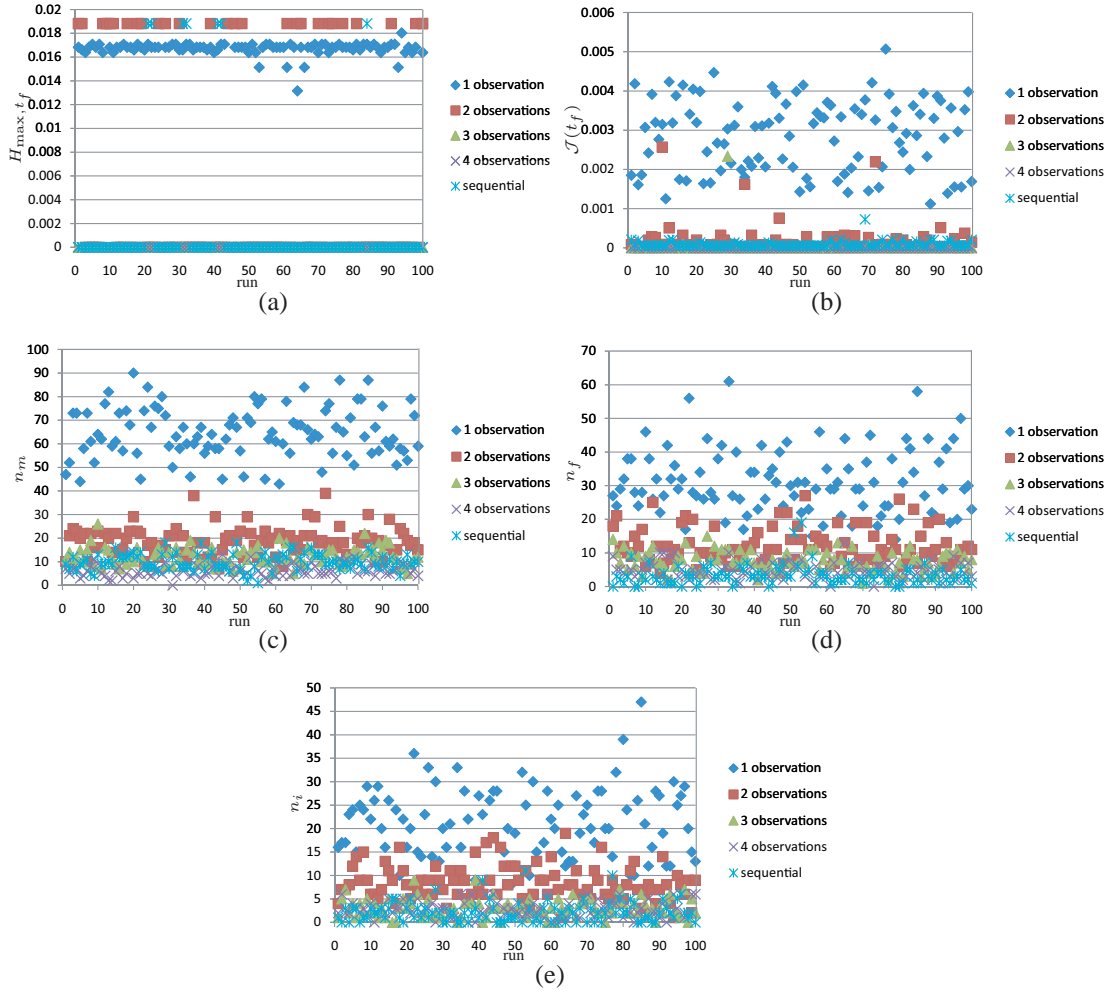 0.02
0.018
0.016
0.014
0.012
0.01
0.008
0.006
0.004
0.002
0
H_max, t_f
0 10 20 30 40 50 60 70 80 90 100
run
1 observation
2 observations
3 observations
4 observations
sequential
(a)
0.006
0.005
0.004
0.003
0.002
0.001
0
J(t_f)
0 10 20 30 40 50 60 70 80 90 100
run
1 observation
2 observations
3 observations
4 observations
sequential
(b)
100
90
80
70
60
50
40
30
20
10
0
n_m
0 10 20 30 40 50 60 70 80 90 100
run
1 observation
2 observations
3 observations
4 observations
sequential
(c)
70
60
50
40
30
20
10
0
n_f
0 10 20 30 40 50 60 70 80 90 100
run
1 observation
2 observations
3 observations
4 observations
sequential
(d)
50
45
40
35
30
25
20
15
10
5
0
n_i
0 10 20 30 40 50 60 70 80 90 100
run
1 observation
2 observations
3 observations
4 observations
sequential
(e)